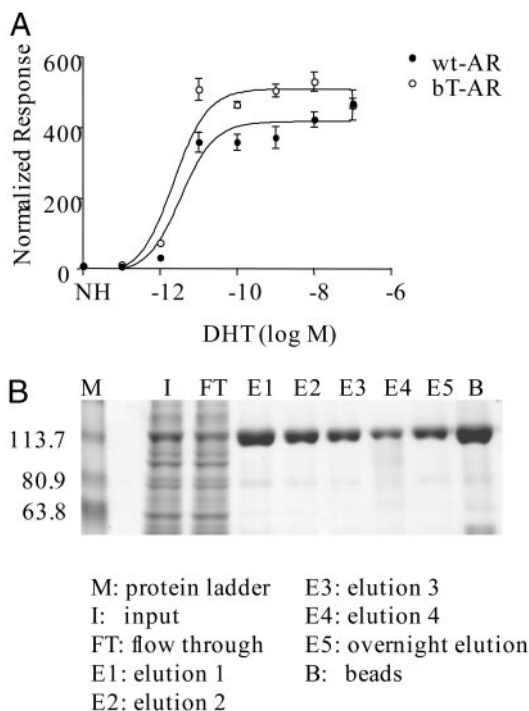 A
600
400
200
0
Normalized Response
NH
-12
-10
-8
-6
DHT (log M)
wt-AR
bT-AR
B
M I FT E1 E2 E3 E4 E5 B
113.7
80.9
63.8
M: protein ladder
I: input
FT: flow through
E1: elution 1
E2: elution 2
E3: elution 3
E4: elution 4
E5: overnight elution
B: beads